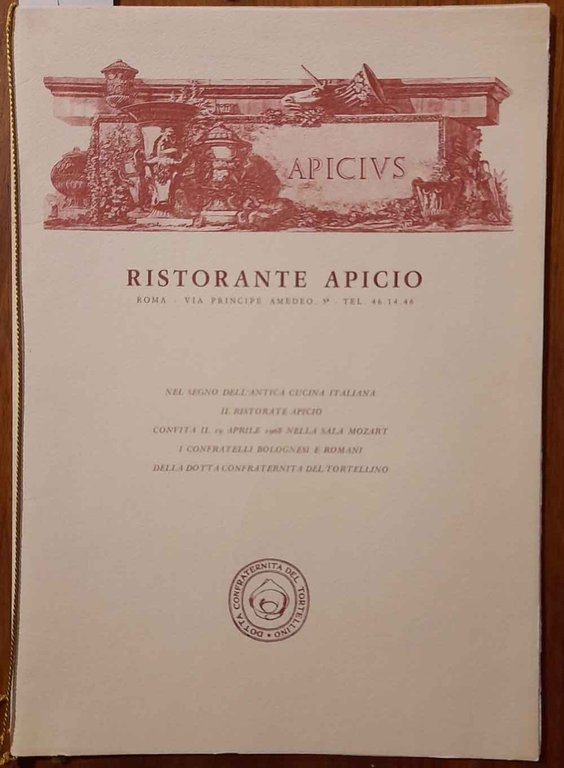 APICIVS
RISTORANTE APICIO
ROMA - VIA PRINCIPE AMEDEO, 3ª - TEL. 46.14.46
NEL SEGNO DELL'ANTICA CUCINA ITALIANA
IL RISTORATE APICIO
CONVITA IL 19 APRILE 1968 NELLA SALA MOZART
I CONFRATELLI BOLOGNESI E ROMANI
DELLA DOTTA CONFRATERNITA DEL TORTELLINO
DOTTA CONFRATERNITA DEL TORTELLINO